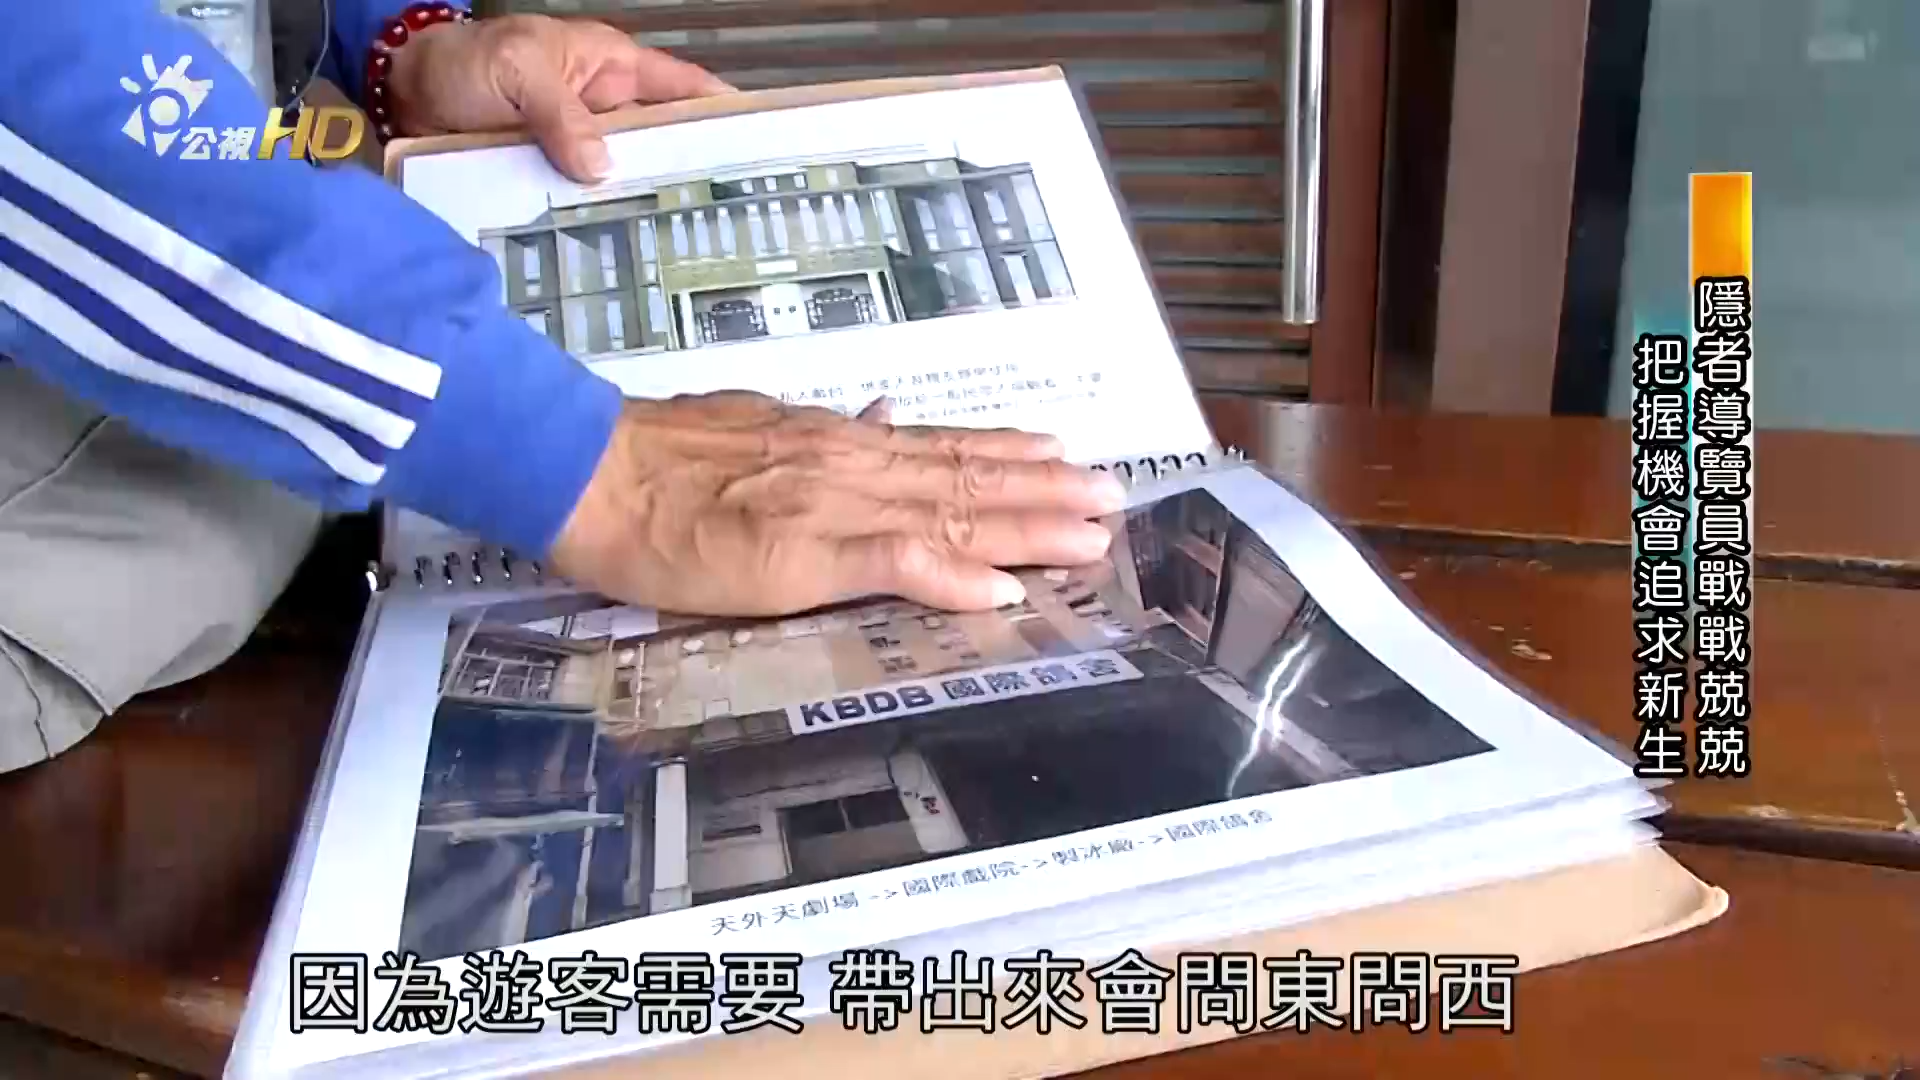 公視HD
隱者導覽員戰戰兢兢
把握機會追求新生
KBDB 國際鴿舍
天外天劇場->國際戲院->製冰廠->國際鴿舍
因為遊客需要 帶出來會問東問西